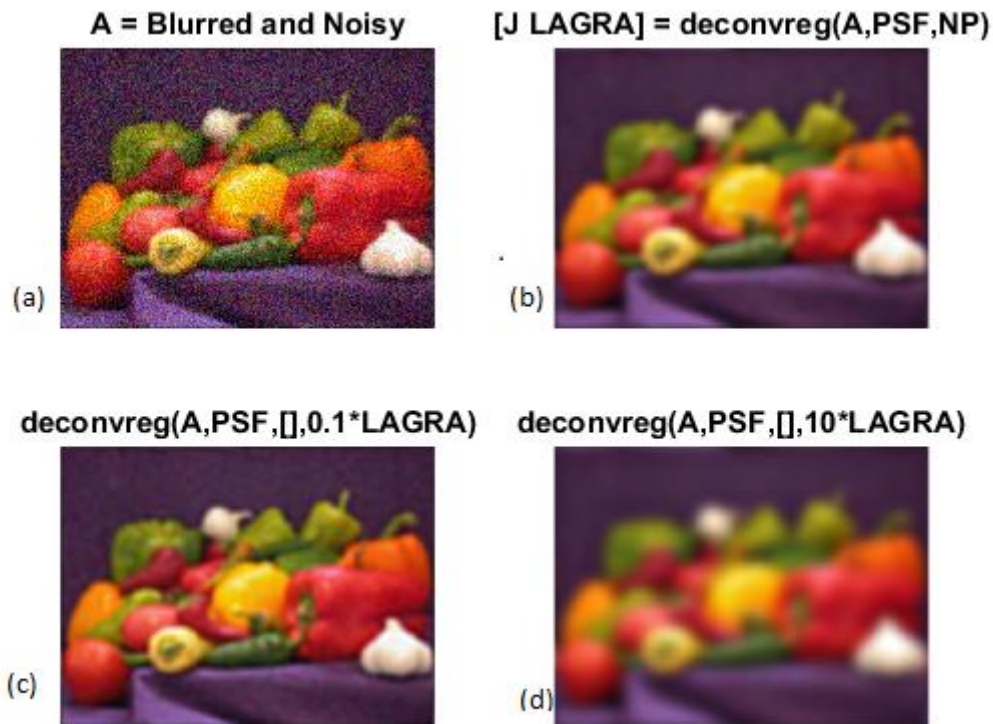 A = Blurred and Noisy
[J LAGRA] = deconvreg(A,PSF,NP)
(a)
(b)
deconvreg(A,PSF,[],0.1*LAGRA)
deconvreg(A,PSF,[],10*LAGRA)
(c)
(d)